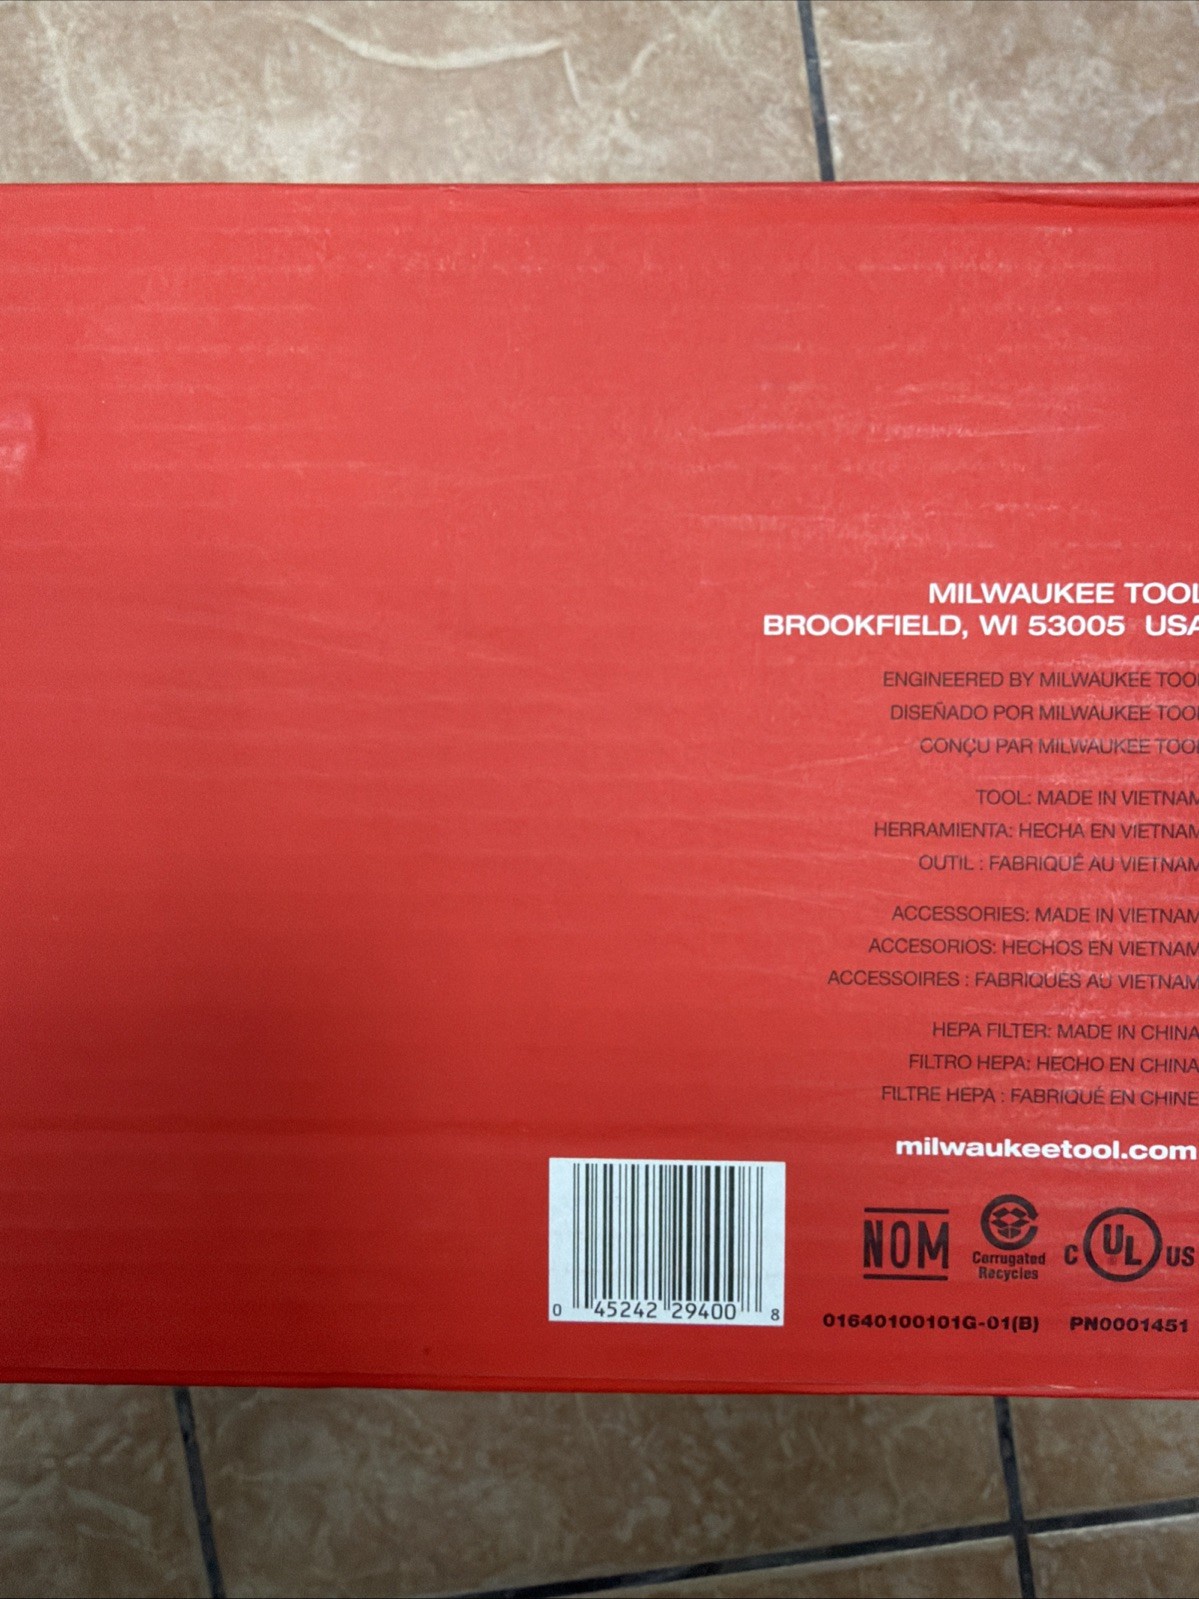 MILWAUKEE TOOL
BROOKFIELD, WI 53005 USA
ENGINEERED BY MILWAUKEE TOOL
DISEÑADO POR MILWAUKEE TOOL
CONÇU PAR MILWAUKEE TOOL
TOOL: MADE IN VIETNAM
HERRAMIENTA: HECHA EN VIETNAM
OUTIL : FABRIQUÉ AU VIETNAM
ACCESSORIES: MADE IN VIETNAM
ACCESORIOS: HECHOS EN VIETNAM
ACCESSOIRES : FABRIQUÉS AU VIETNAM
HEPA FILTER: MADE IN CHINA
FILTRO HEPA: HECHO EN CHINA
FILTRE HEPA : FABRIQUÉ EN CHINE
milwaukeetool.com
NOM
Corrugated
Recycles
C UL US
0 45242 29400 8
01640100101G-01(B) PN0001451